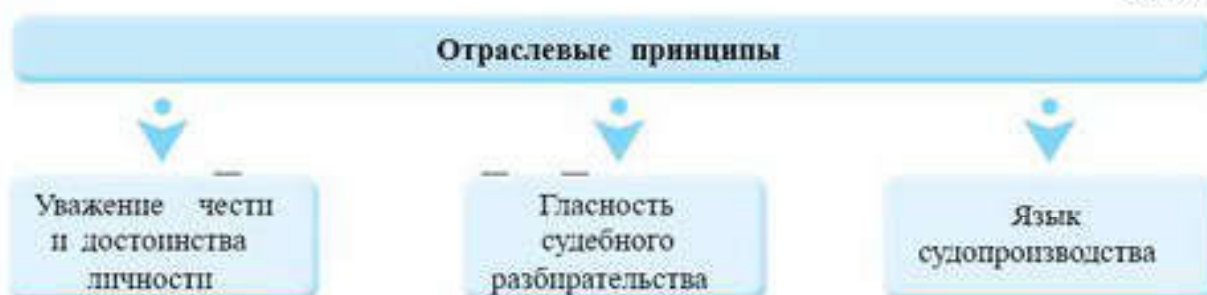 Отраслевые принципы
Уважение чести
и достоинства
личности
Гласность
судебного
разбирательства
Язык
судопроизводства